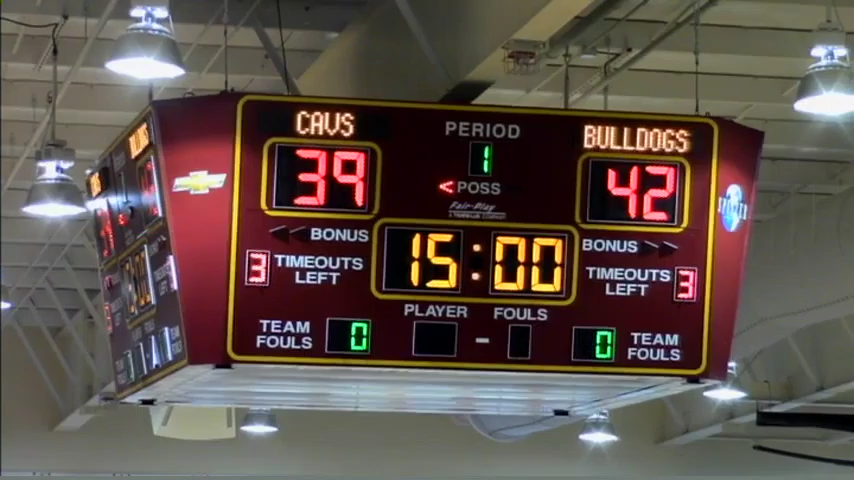 CAVS
PERIOD
BULLDOGS
39
1
42
<POSS
Fair-Play
BONUS
15:00
BONUS
3
TIMEOUTS LEFT
TIMEOUTS LEFT
3
PLAYER
FOULS
TEAM FOULS
0
-
0
TEAM FOULS